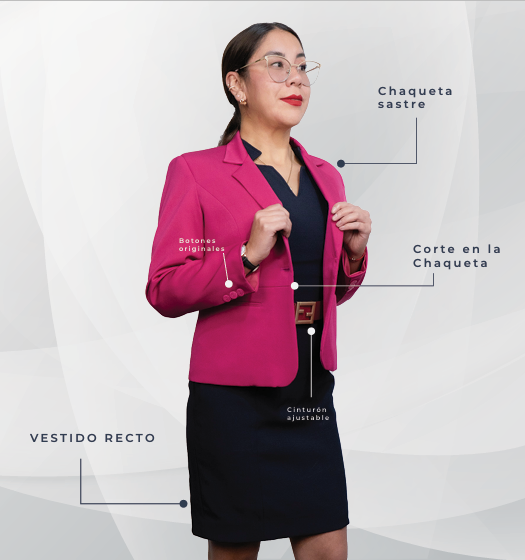 Chaqueta
sastre
Botones
originales
Corte en la
Chaqueta
Cinturón
ajustable
VESTIDO RECTO